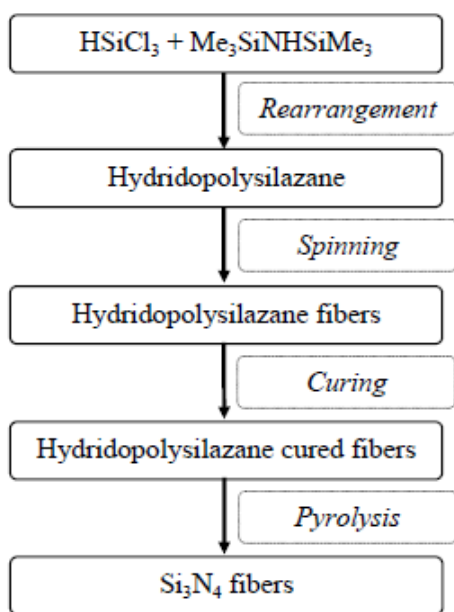 HSiCl₃ + Me₃SiNHSiMe₃
Rearrangement
Hydridopolysilazane
Spinning
Hydridopolysilazane fibers
Curing
Hydridopolysilazane cured fibers
Pyrolysis
Si₃N₄ fibers